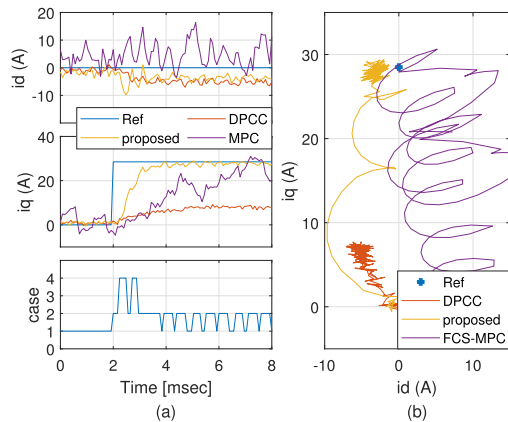 20
10
0
-10
id (A)
Ref
proposed
DPCC
MPC
40
20
0
iq (A)
4
3
2
1
case
0 2 4 6 8
Time [msec]
(a)
30
20
10
0
iq (A)
Ref
DPCC
proposed
FCS-MPC
-10 0 10
id (A)
(b)